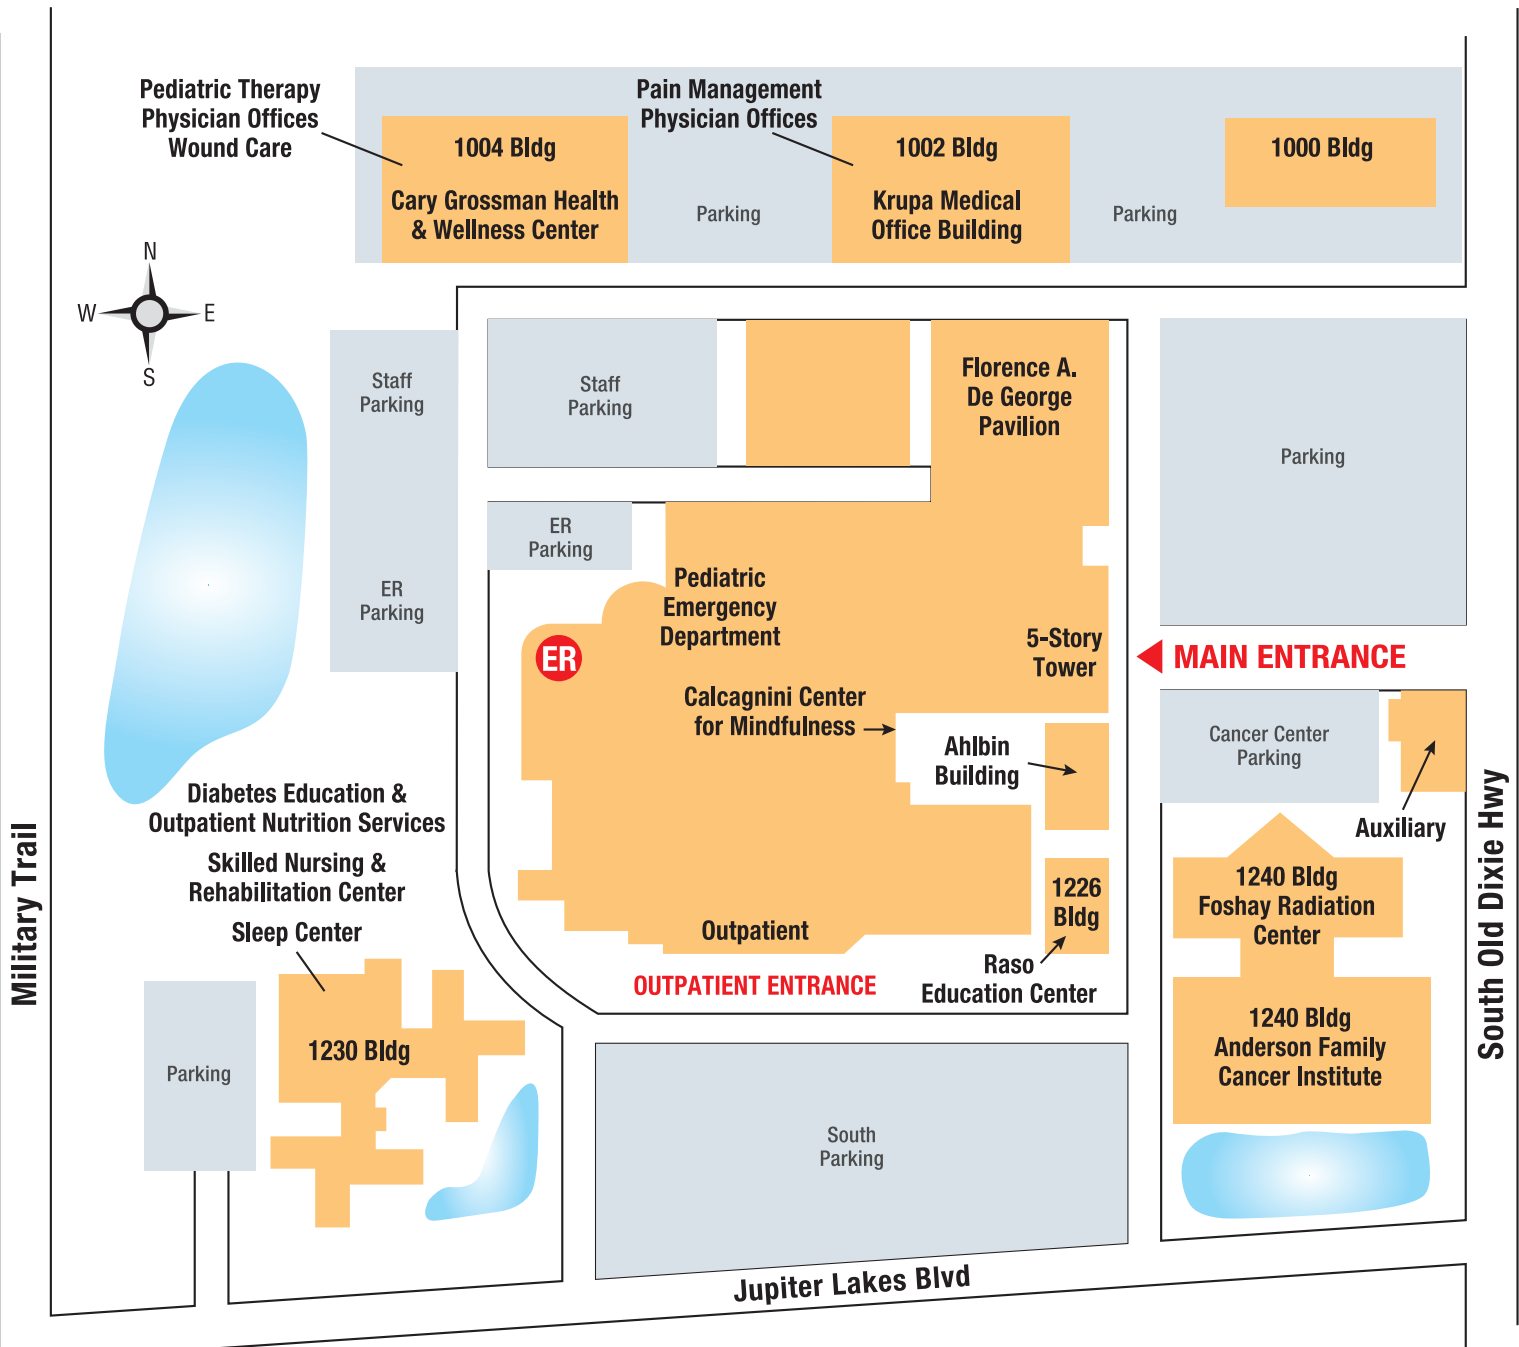 Pediatric Therapy
Physician Offices
Wound Care
1004 Bldg
Cary Grossman Health
& Wellness Center
Parking
Pain Management
Physician Offices
1002 Bldg
Krupa Medical
Office Building
Parking
1000 Bldg
N
W
E
S
Staff
Parking
ER
Parking
Staff
Parking
ER
Parking
Florence A.
De George
Pavilion
Parking
Pediatric
Emergency
Department
ER
5-Story
Tower
MAIN ENTRANCE
Calcagnini Center
for Mindfulness
Ahlbin
Building
Cancer Center
Parking
Auxiliary
Diabetes Education &
Outpatient Nutrition Services
Skilled Nursing &
Rehabilitation Center
Sleep Center
1230 Bldg
Parking
Outpatient
OUTPATIENT ENTRANCE
1226
Bldg
Raso
Education Center
1240 Bldg
Foshay Radiation
Center
1240 Bldg
Anderson Family
Cancer Institute
South
Parking
Military Trail
South Old Dixie Hwy
Jupiter Lakes Blvd